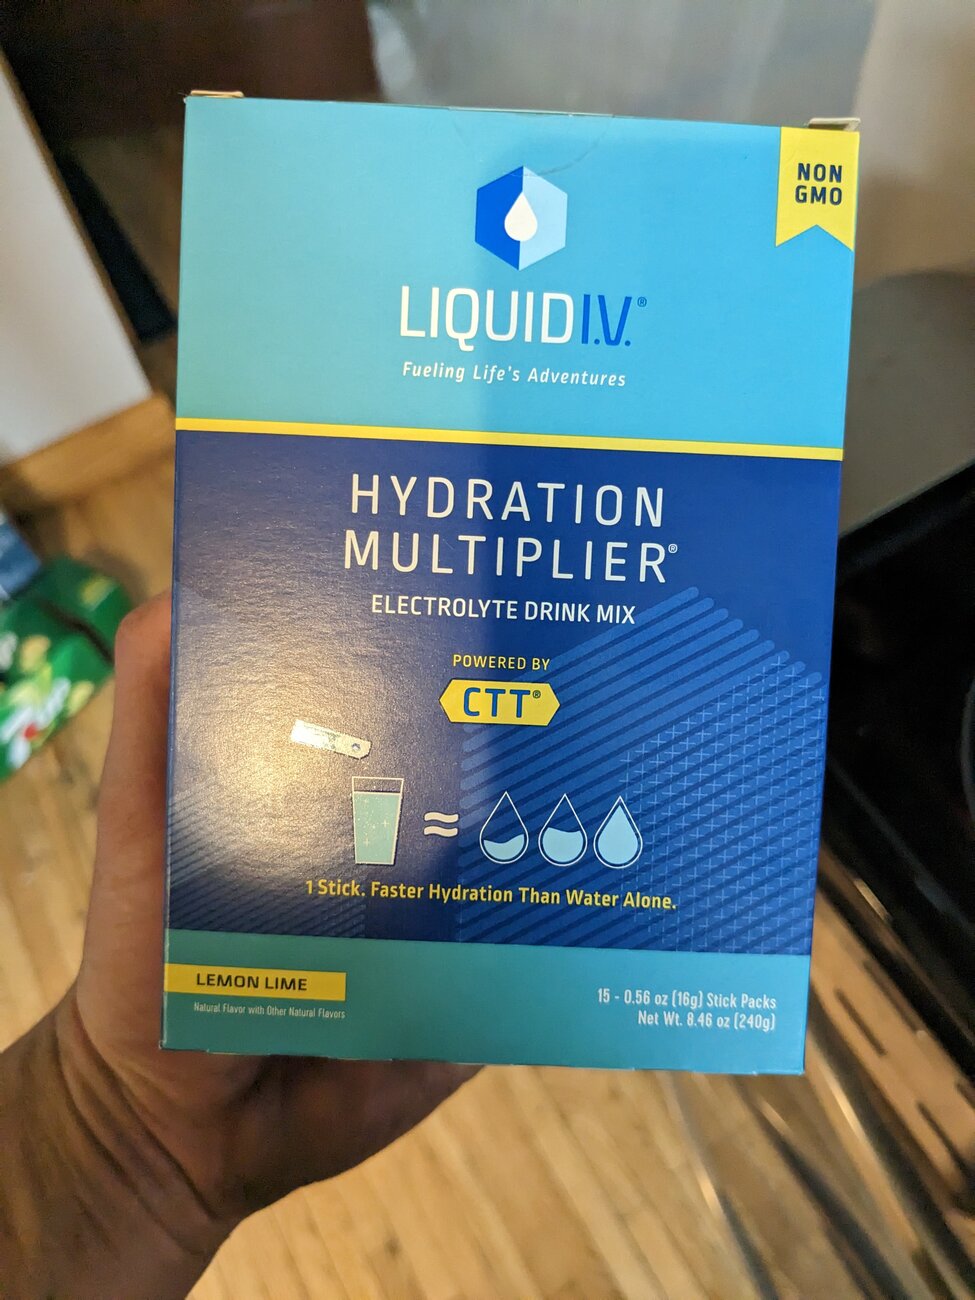 NON
GMO
LIQUID I.V.®
Fueling Life's Adventures
HYDRATION
MULTIPLIER®
ELECTROLYTE DRINK MIX
POWERED BY
CTT®
1 Stick. Faster Hydration Than Water Alone.
LEMON LIME
Natural Flavor with Other Natural Flavors
15 - 0.56 oz (16g) Stick Packs
Net Wt. 8.46 oz (240g)